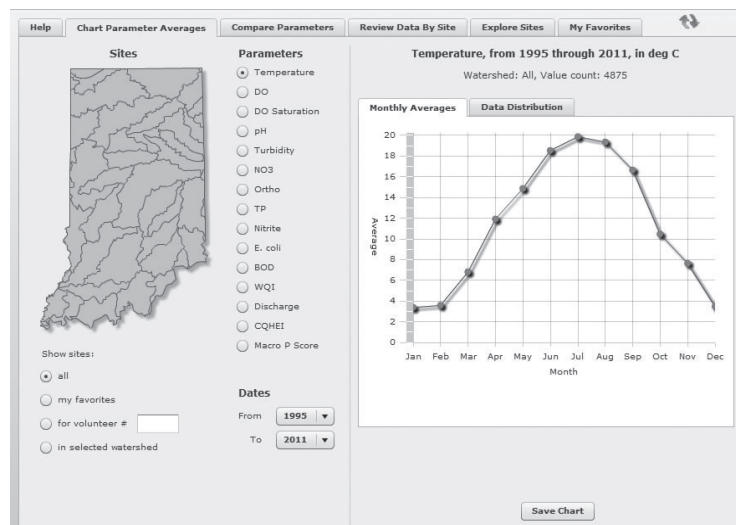 Help
Chart Parameter Averages
Compare Parameters
Review Data By Site
Explore Sites
My Favorites
Sites
Show sites:
all
my favorites
for volunteer #
in selected watershed
Parameters
Temperature
DO
DO Saturation
pH
Turbidity
NO3
Ortho
TP
Nitrite
E. coli
BOD
WQI
Discharge
CQHEI
Macro P Score
Dates
From 1995
To 2011
Temperature, from 1995 through 2011, in deg C
Watershed: All, Value count: 4875
Monthly Averages
Data Distribution
Average
20
18
16
14
12
10
8
6
4
2
0
Jan Feb Mar Apr May Jun Jul Aug Sep Oct Nov Dec
Month
Save Chart